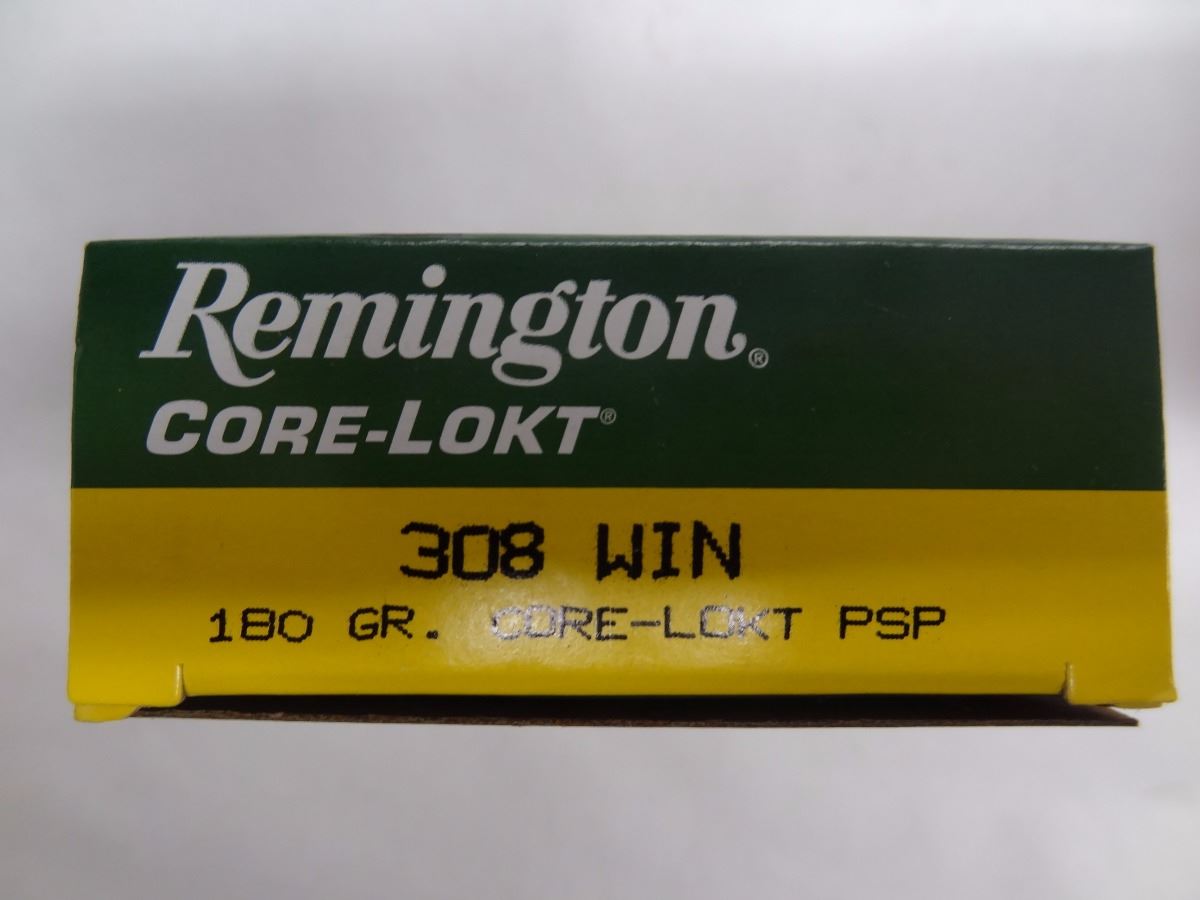 Remington®
CORE-LOKT®
308 WIN
180 GR. CORE-LOKT PSP